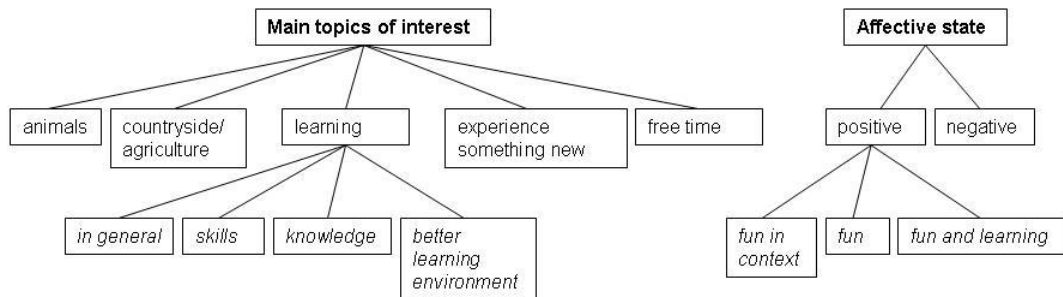 Main topics of interest
Affective state
animals
countryside/
agriculture
learning
experience
something new
free time
positive
negative
in general
skills
knowledge
better
learning
environment
fun in
context
fun
fun and learning